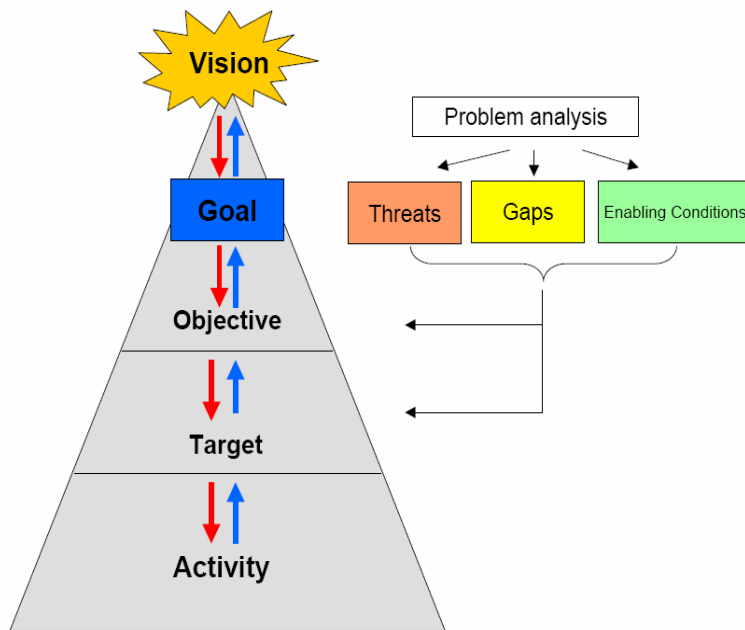 Vision
Problem analysis
Goal
Threats
Gaps
Enabling Conditions
Objective
Target
Activity